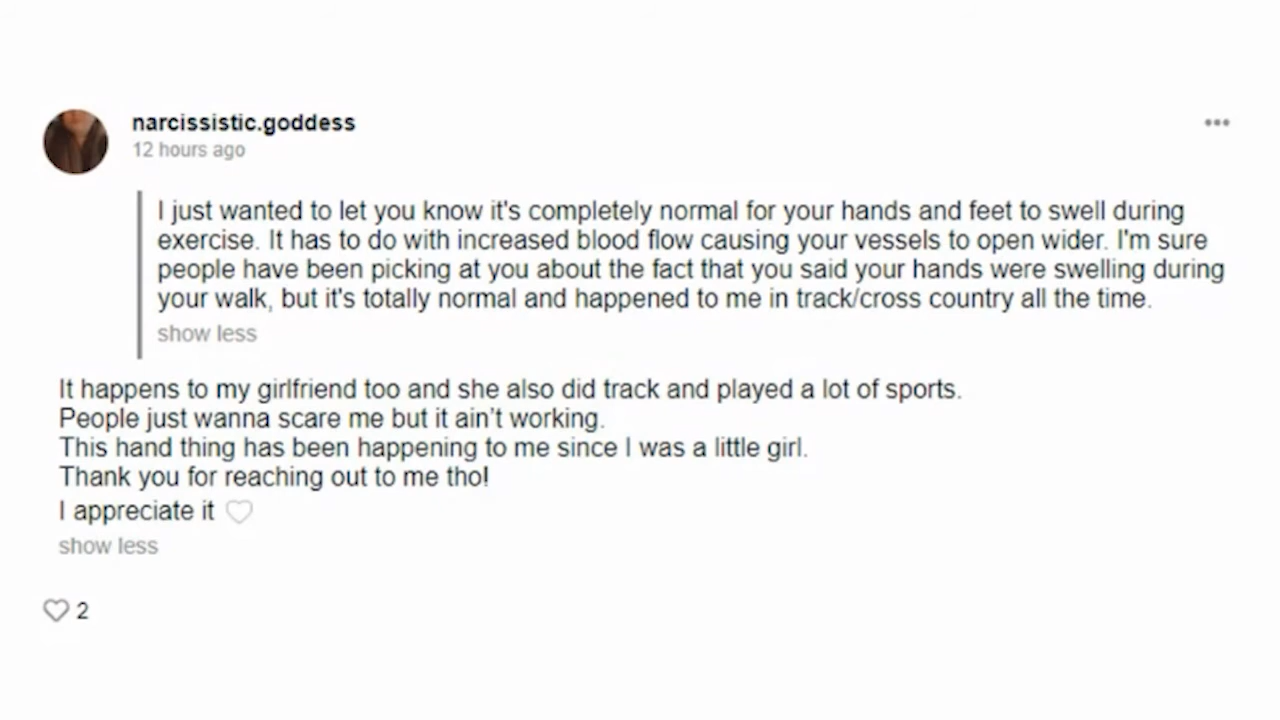 narcissistic.goddess
12 hours ago
I just wanted to let you know it's completely normal for your hands and feet to swell during
exercise. It has to do with increased blood flow causing your vessels to open wider. I'm sure
people have been picking at you about the fact that you said your hands were swelling during
your walk, but it's totally normal and happened to me in track/cross country all the time.
show less
It happens to my girlfriend too and she also did track and played a lot of sports.
People just wanna scare me but it ain’t working.
This hand thing has been happening to me since I was a little girl.
Thank you for reaching out to me tho!
I appreciate it
show less
2